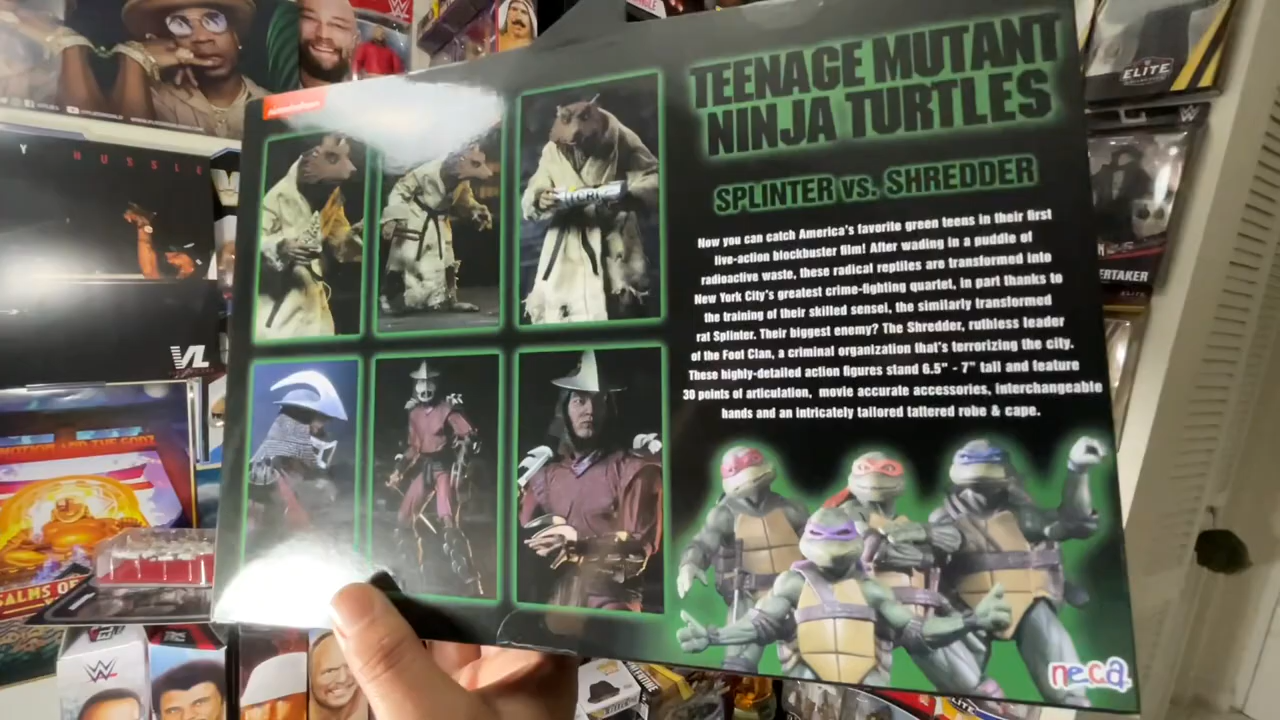 nickelodeon
TEENAGE MUTANT
NINJA TURTLES
SPLINTER vs. SHREDDER
Now you can catch America's favorite green teens in their first
live-action blockbuster film! After wading in a puddle of
radioactive waste, these radical reptiles are transformed into
New York City's greatest crime-fighting quartet, in part thanks to
the training of their skilled sensei, the similarly transformed
rat Splinter. Their biggest enemy? The Shredder, ruthless leader
of the Foot Clan, a criminal organization that's terrorizing the city.
These highly-detailed action figures stand 6.5" - 7" tall and feature
30 points of articulation, movie accurate accessories, interchangeable
hands and an intricately tailored tattered robe & cape.
neca
Y HUSSLE
VL
ELITE
ERTAKER
SALMS OF
W